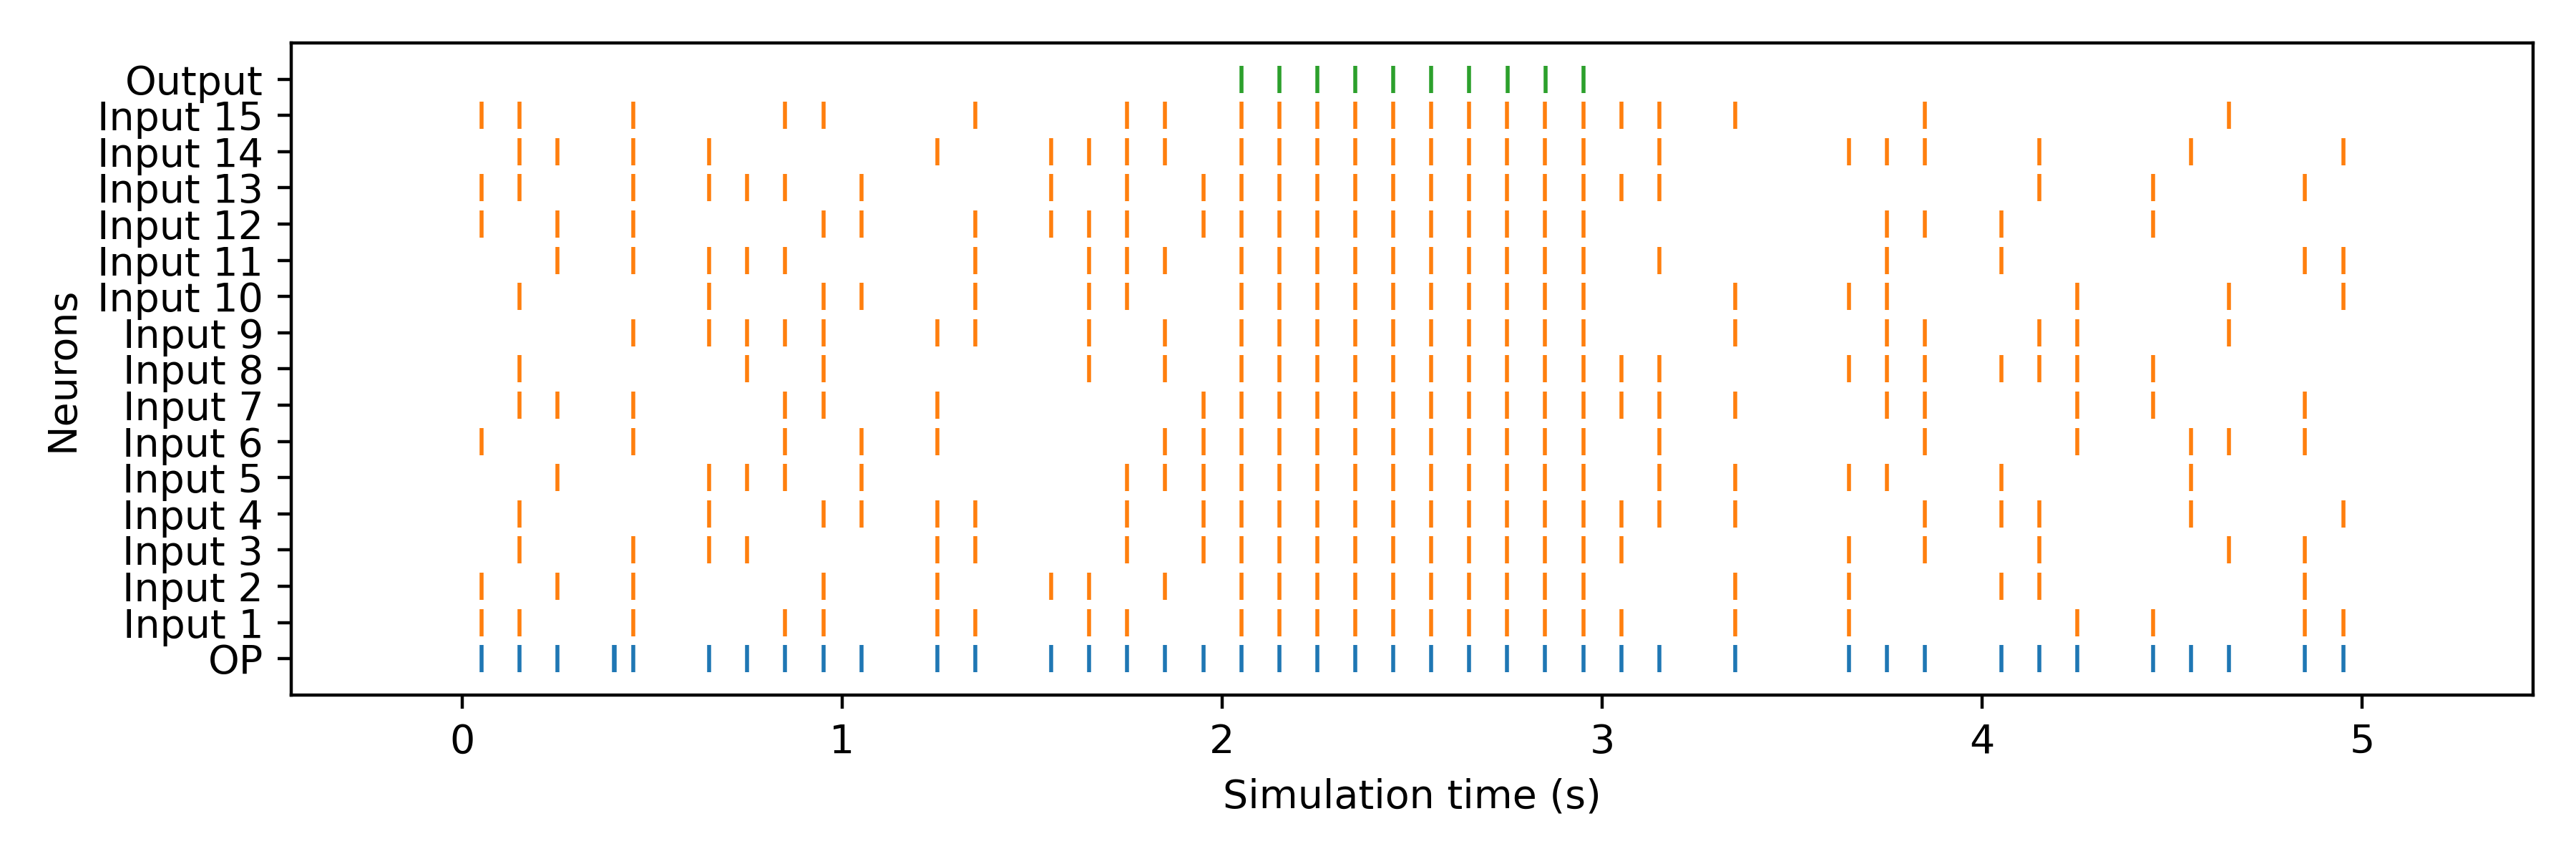 Output
Input 15
Input 14
Input 13
Input 12
Input 11
Input 10
Input 9
Input 8
Input 7
Input 6
Input 5
Input 4
Input 3
Input 2
Input 1
OP
Neurons
0 1 2 3 4 5
Simulation time (s)